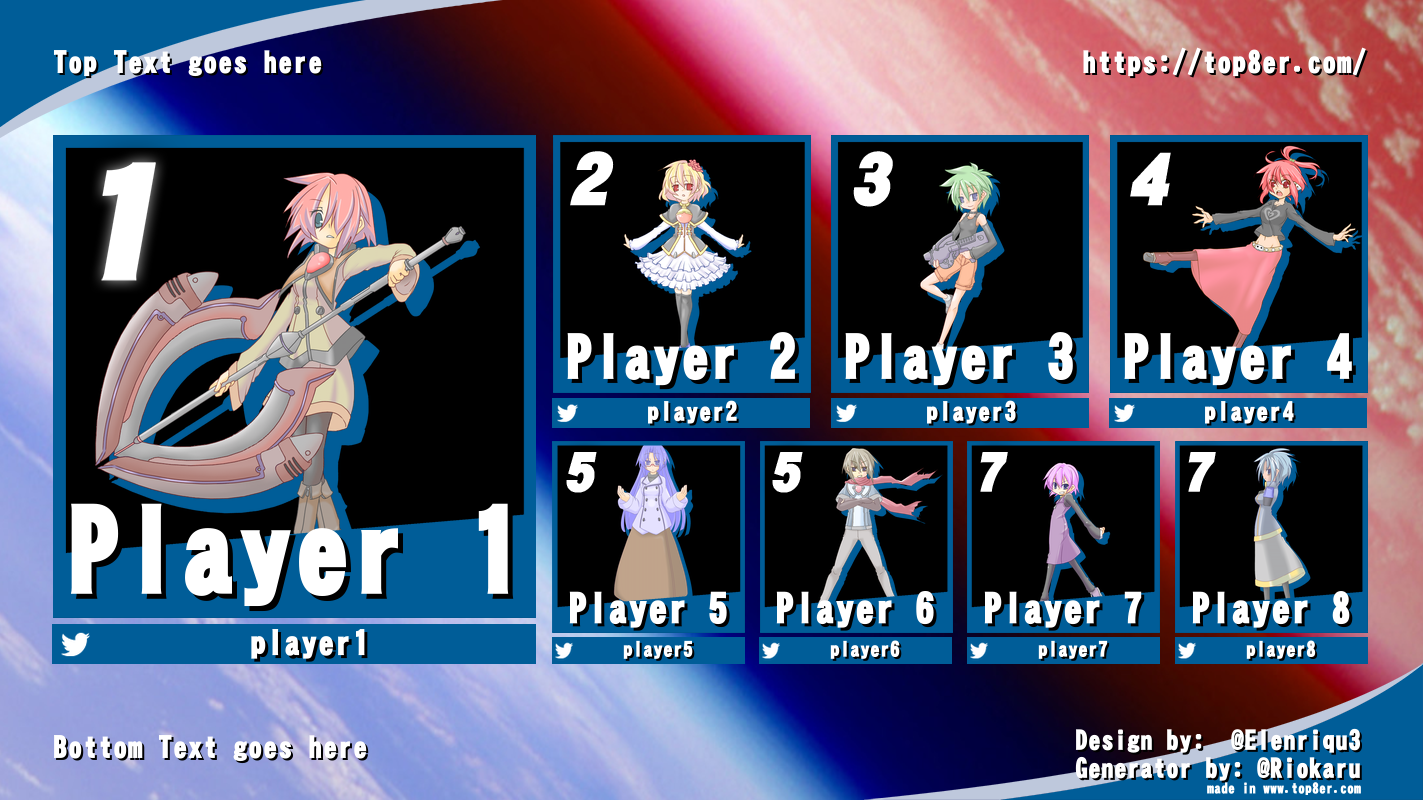 Top Text goes here
https://top8er.com/
1
Player 1
player1
2
Player 2
player2
3
Player 3
player3
4
Player 4
player4
5
Player 5
player5
5
Player 6
player6
7
Player 7
player7
7
Player 8
player8
Bottom Text goes here
Design by: @Elenriqu3
Generator by: @Riokaru
made in www.top8er.com